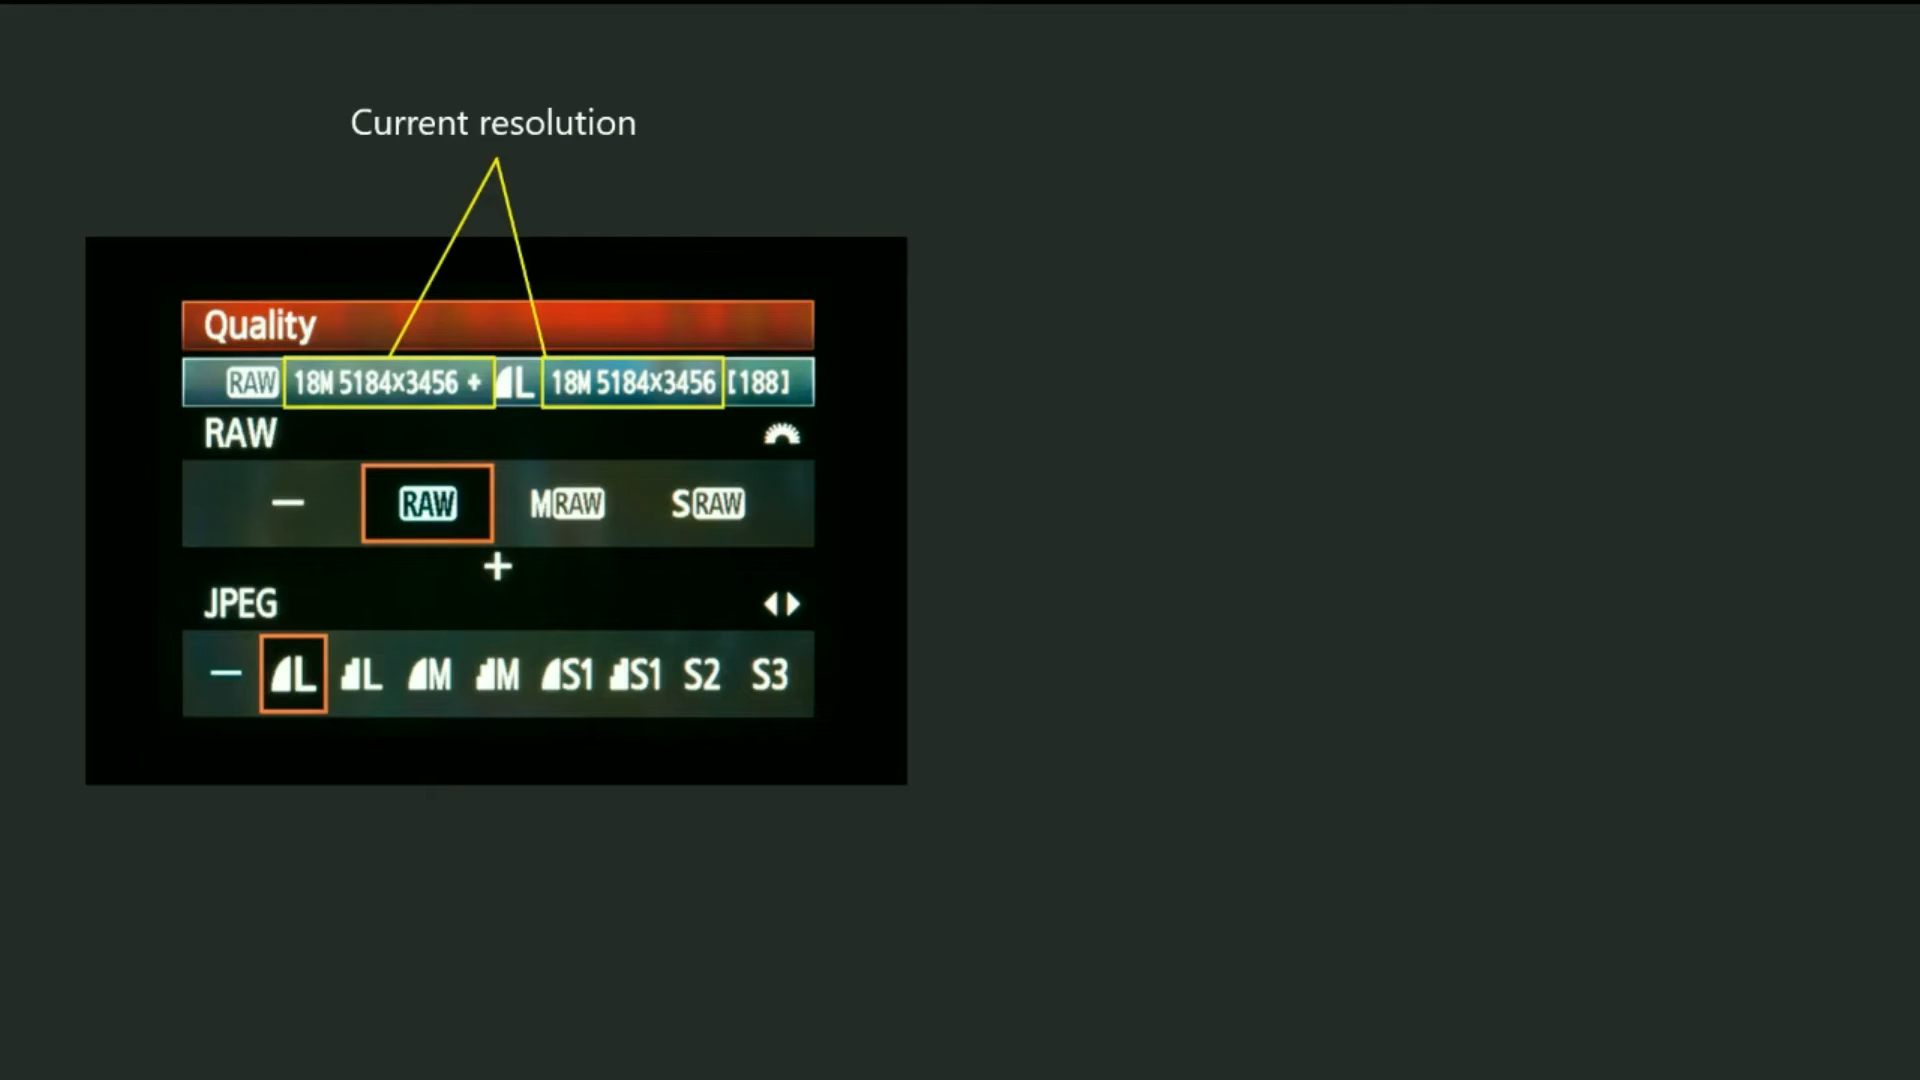 Current resolution
Quality
RAW 18M 5184x3456 + L 18M 5184x3456 [188]
RAW
— RAW MRAW SRAW
+
JPEG
— L L M M S1 S1 S2 S3